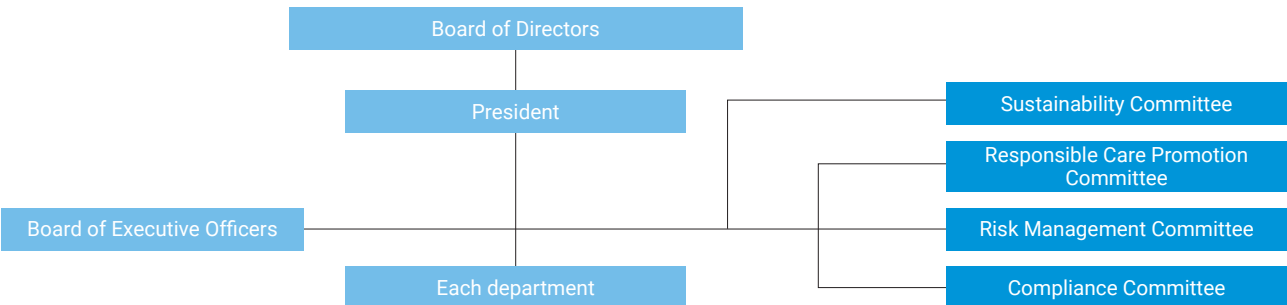 Board of Directors
President
Sustainability Committee
Responsible Care Promotion
Committee
Board of Executive Officers
Risk Management Committee
Each department
Compliance Committee